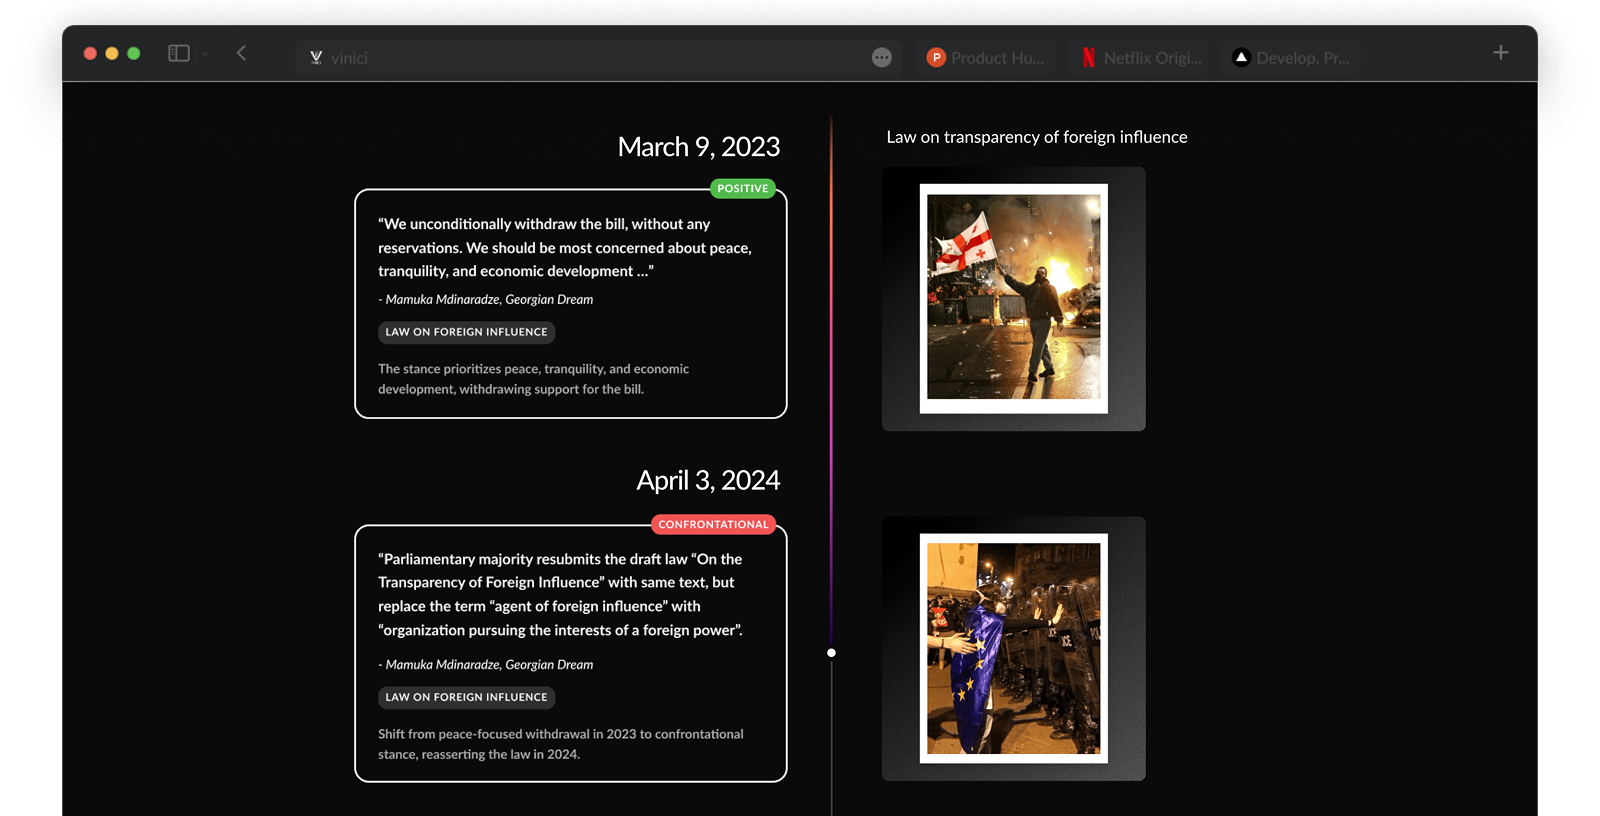 vinici
Product Hu...
Netflix Origi...
Develop. Pr...
March 9, 2023
POSITIVE
“We unconditionally withdraw the bill, without any
reservations. We should be most concerned about peace,
tranquility, and economic development ...”
- Mamuka Mdinaradze, Georgian Dream
LAW ON FOREIGN INFLUENCE
The stance prioritizes peace, tranquility, and economic
development, withdrawing support for the bill.
Law on transparency of foreign influence
April 3, 2024
CONFRONTATIONAL
“Parliamentary majority resubmits the draft law “On the
Transparency of Foreign Influence” with same text, but
replace the term “agent of foreign influence” with
“organization pursuing the interests of a foreign power”.
- Mamuka Mdinaradze, Georgian Dream
LAW ON FOREIGN INFLUENCE
Shift from peace-focused withdrawal in 2023 to confrontational
stance, reasserting the law in 2024.